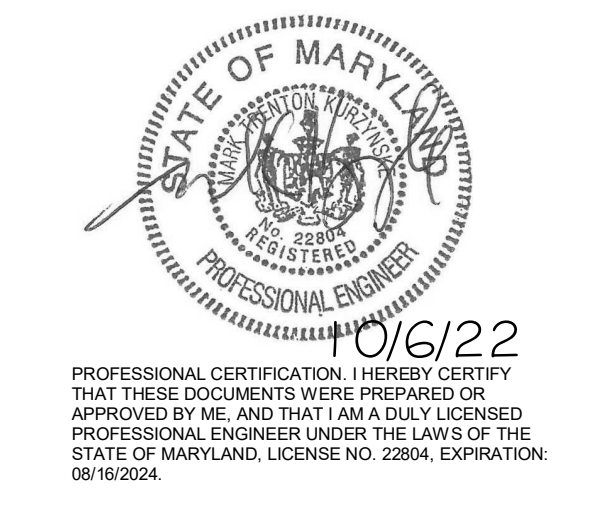 STATE OF MARYLAND
MARK TRENTON KURZYNSKI
No. 22804
REGISTERED
PROFESSIONAL ENGINEER
10/6/22
PROFESSIONAL CERTIFICATION. I HEREBY CERTIFY
THAT THESE DOCUMENTS WERE PREPARED OR
APPROVED BY ME, AND THAT I AM A DULY LICENSED
PROFESSIONAL ENGINEER UNDER THE LAWS OF THE
STATE OF MARYLAND, LICENSE NO. 22804, EXPIRATION:
08/16/2024.